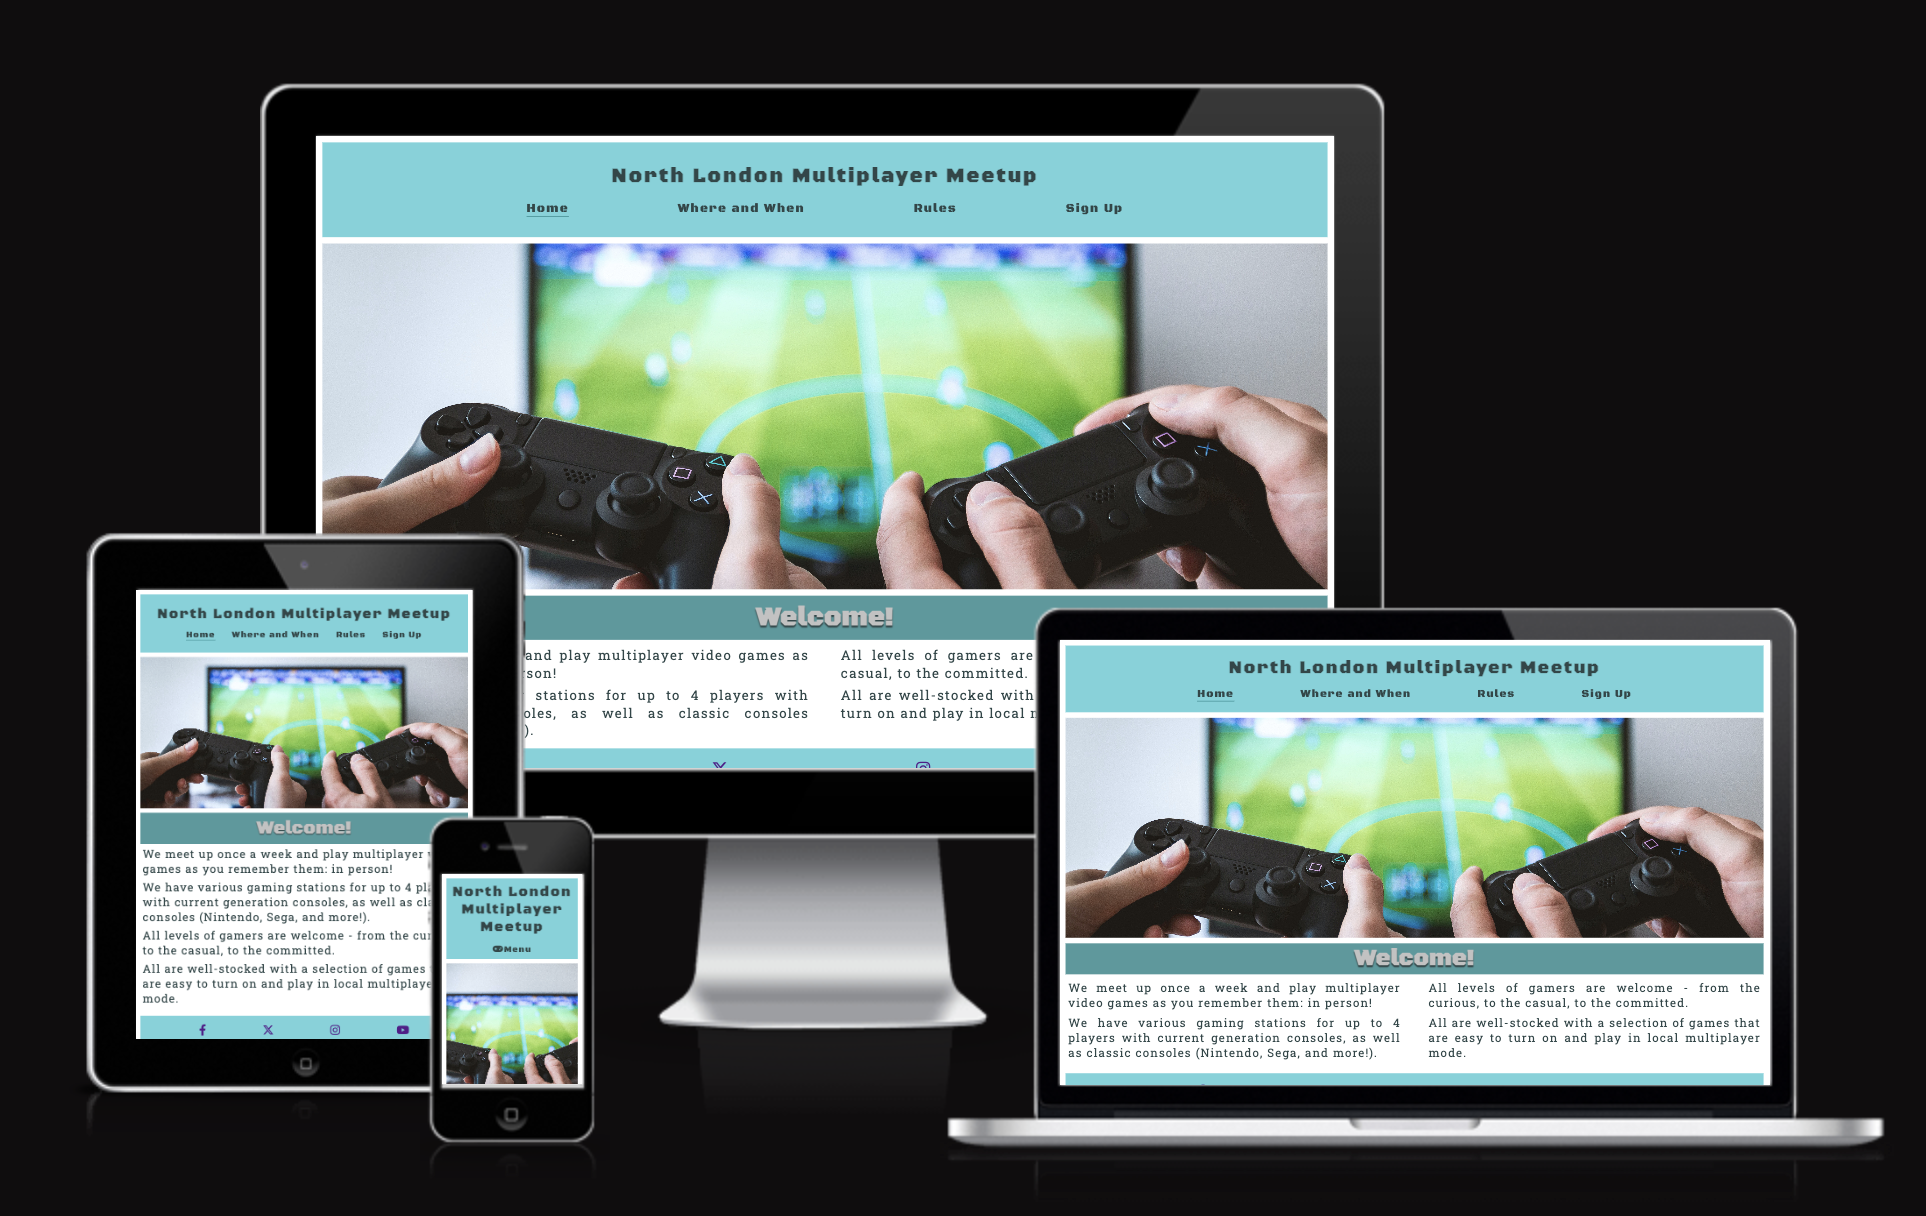 North London Multiplayer Meetup
Home Where and When Rules Sign Up
Welcome!
and play multiplayer video games as
son!
stations for up to 4 players with
oles, as well as classic consoles
).
All levels of gamers are
casual, to the committed.
All are well-stocked with
turn on and play in local
North London Multiplayer Meetup
Home Where and When Rules Sign Up
Welcome!
We meet up once a week and play multiplayer
games as you remember them: in person!
We have various gaming stations for up to 4 pl
with current generation consoles, as well as cl
consoles (Nintendo, Sega, and more!).
All levels of gamers are welcome - from the cu
to the casual, to the committed.
All are well-stocked with a selection of games
are easy to turn on and play in local multiplaye
mode.
North London
Multiplayer
Meetup
Menu
North London Multiplayer Meetup
Home Where and When Rules Sign Up
Welcome!
We meet up once a week and play multiplayer
video games as you remember them: in person!
We have various gaming stations for up to 4
players with current generation consoles, as well
as classic consoles (Nintendo, Sega, and more!).
All levels of gamers are welcome - from the
curious, to the casual, to the committed.
All are well-stocked with a selection of games that
are easy to turn on and play in local multiplayer
mode.